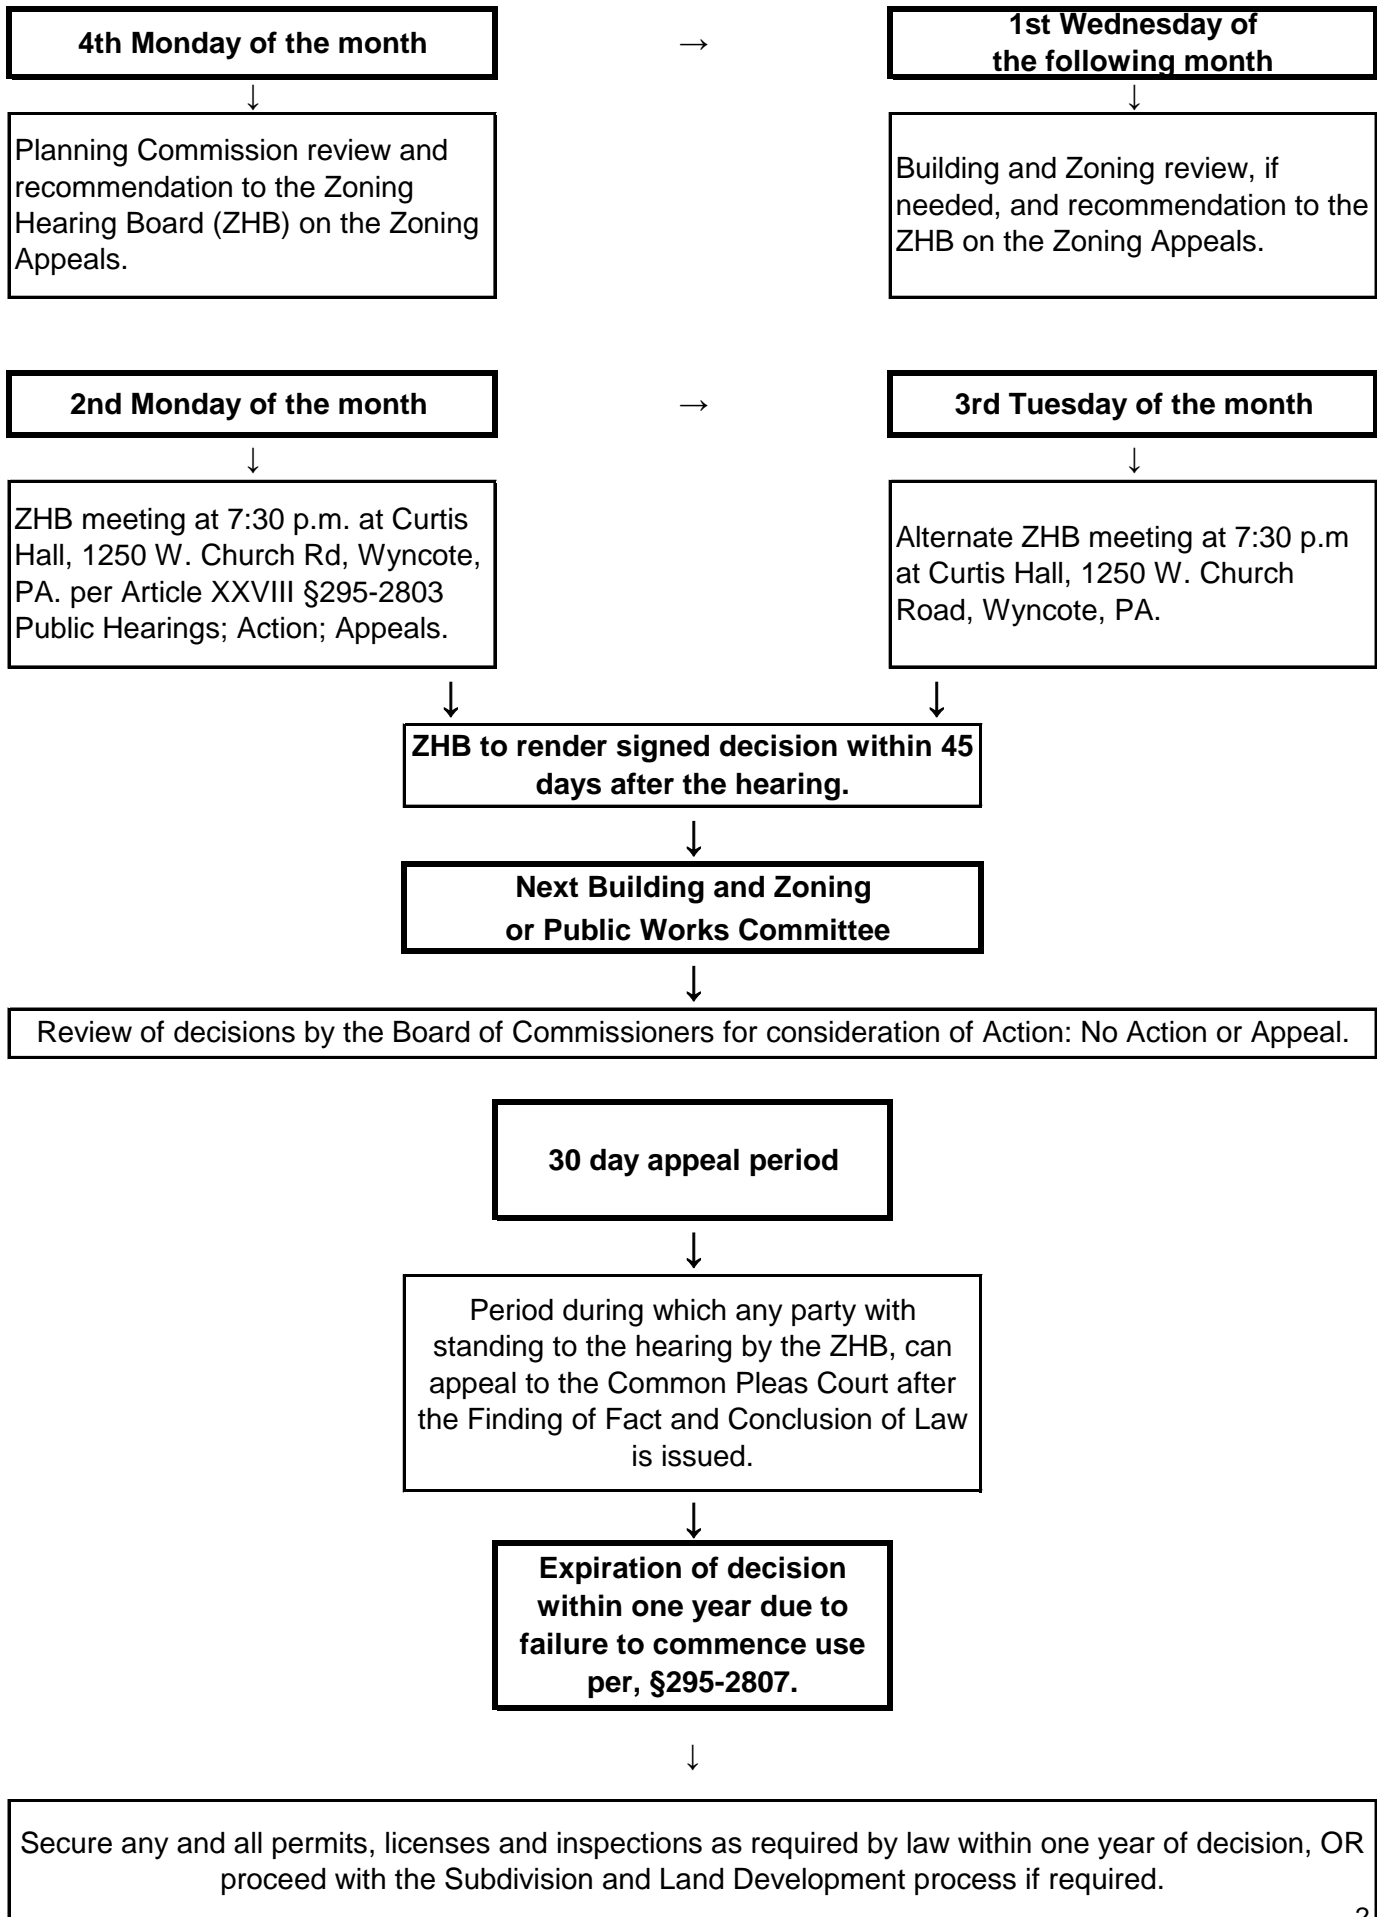 4th Monday of the month
→
1st Wednesday of
the following month
↓
↓
Planning Commission review and
recommendation to the Zoning
Hearing Board (ZHB) on the Zoning
Appeals.
Building and Zoning review, if
needed, and recommendation to the
ZHB on the Zoning Appeals.
2nd Monday of the month
→
3rd Tuesday of the month
↓
↓
ZHB meeting at 7:30 p.m. at Curtis
Hall, 1250 W. Church Rd, Wyncote,
PA. per Article XXVIII §295-2803
Public Hearings; Action; Appeals.
Alternate ZHB meeting at 7:30 p.m
at Curtis Hall, 1250 W. Church
Road, Wyncote, PA.
↓
↓
ZHB to render signed decision within 45
days after the hearing.
↓
Next Building and Zoning
or Public Works Committee
↓
Review of decisions by the Board of Commissioners for consideration of Action: No Action or Appeal.
30 day appeal period
↓
Period during which any party with
standing to the hearing by the ZHB, can
appeal to the Common Pleas Court after
the Finding of Fact and Conclusion of Law
is issued.
↓
Expiration of decision
within one year due to
failure to commence use
per, §295-2807.
↓
Secure any and all permits, licenses and inspections as required by law within one year of decision, OR
proceed with the Subdivision and Land Development process if required.
2